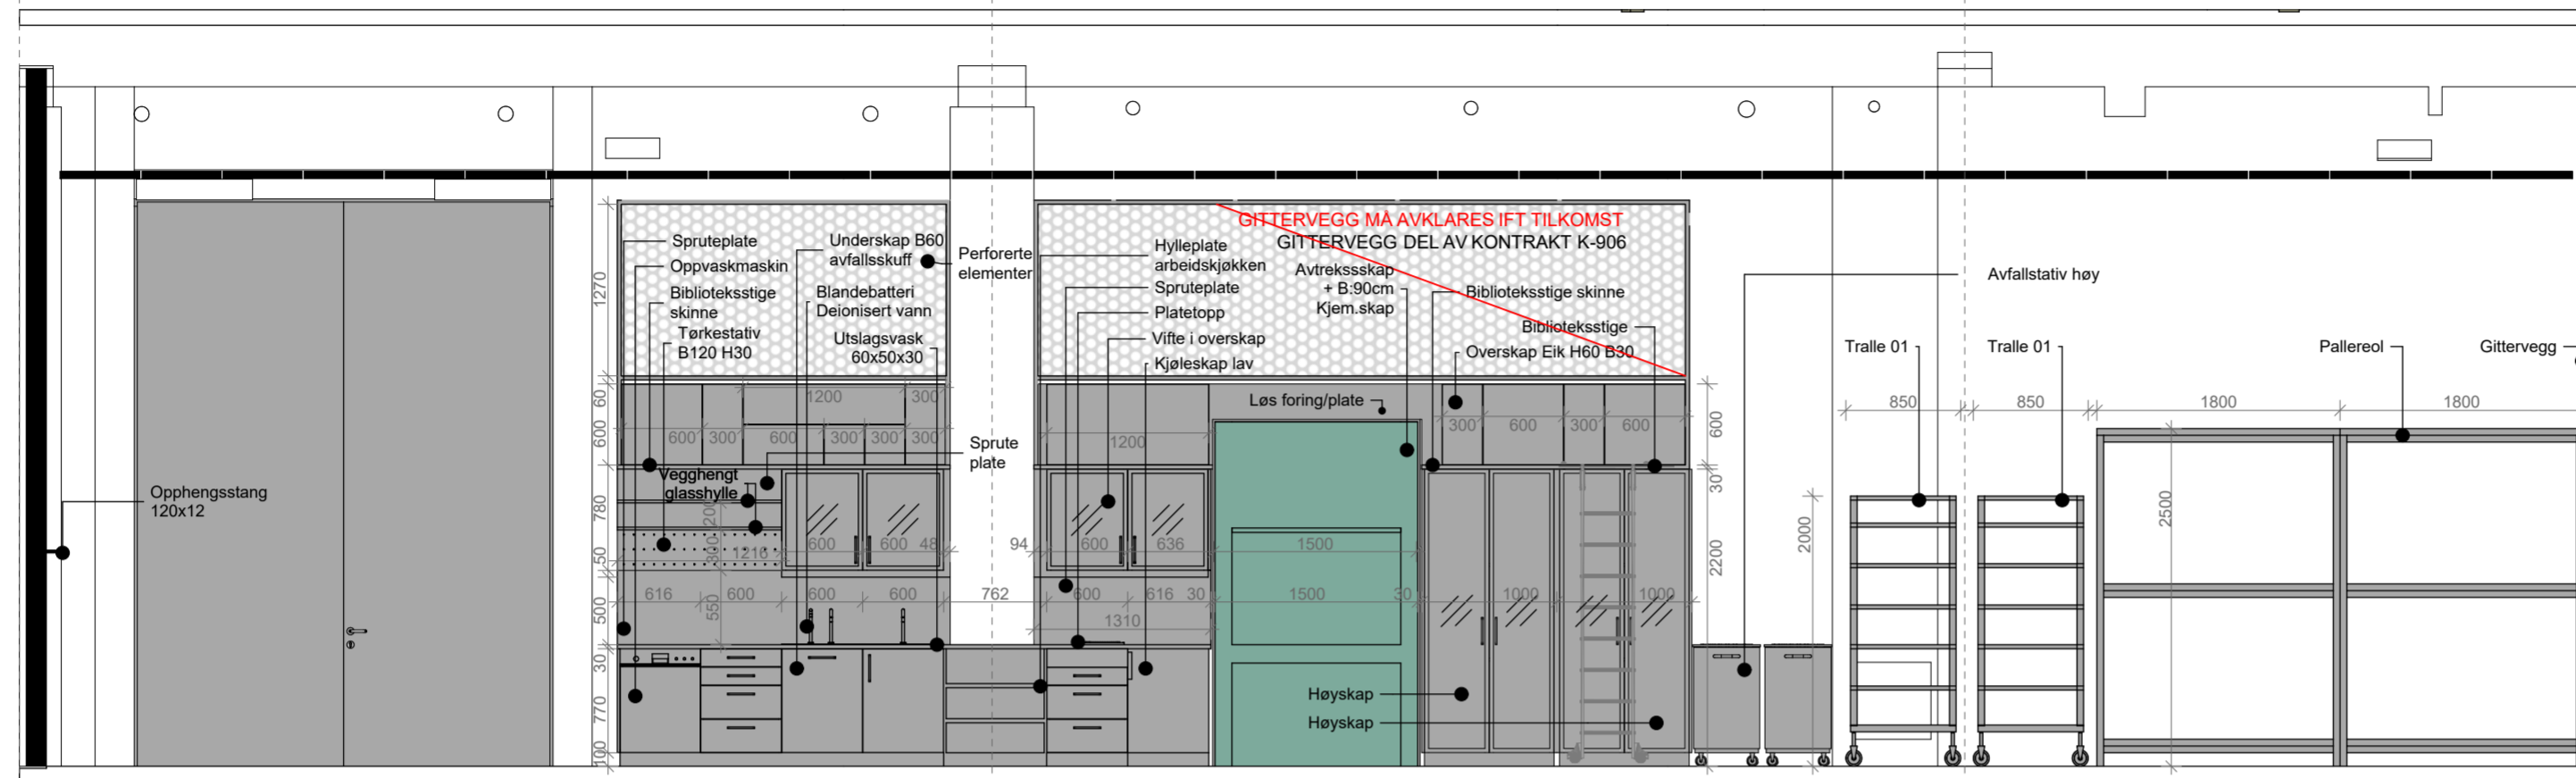 GITTERVEGG MÅ AVKLARES IFT TILKOMST
GITTERVEGG DEL AV KONTRAKT K-906
Spruteplate
Oppvaskmaskin
Biblioteksstige
skinne
Tørkestativ
B120 H30
Underskap B60
avfallsskuff
Blandebatteri
Deionisert vann
Utslagsvask
60x50x30
Perforerte
elementer
Hylleplate
arbeidskjøkken
Spruteplate
Platetopp
Vifte i overskap
Kjøleskap lav
Avtrekssskap
+ B:90cm
Kjem.skap
Biblioteksstige skinne
Biblioteksstige
Overskap Eik H60 B30
Løs foring/plate
Avfallstativ høy
Tralle 01
Tralle 01
Pallereol
Gittervegg
Sprute
plate
Vegghengt
glasshylle
Opphengsstang
120x12
Høyskap
Høyskap
1270
60
600
780
50
500
30
770
100
1200
300
600
300
600
300
300
300
200
300
550
1216
600
600
48
616
600
600
600
762
94
1200
600
636
1500
600
616
30
1500
30
1310
300
600
300
600
1000
1000
600
30
2200
2000
850
850
1800
1800
2500